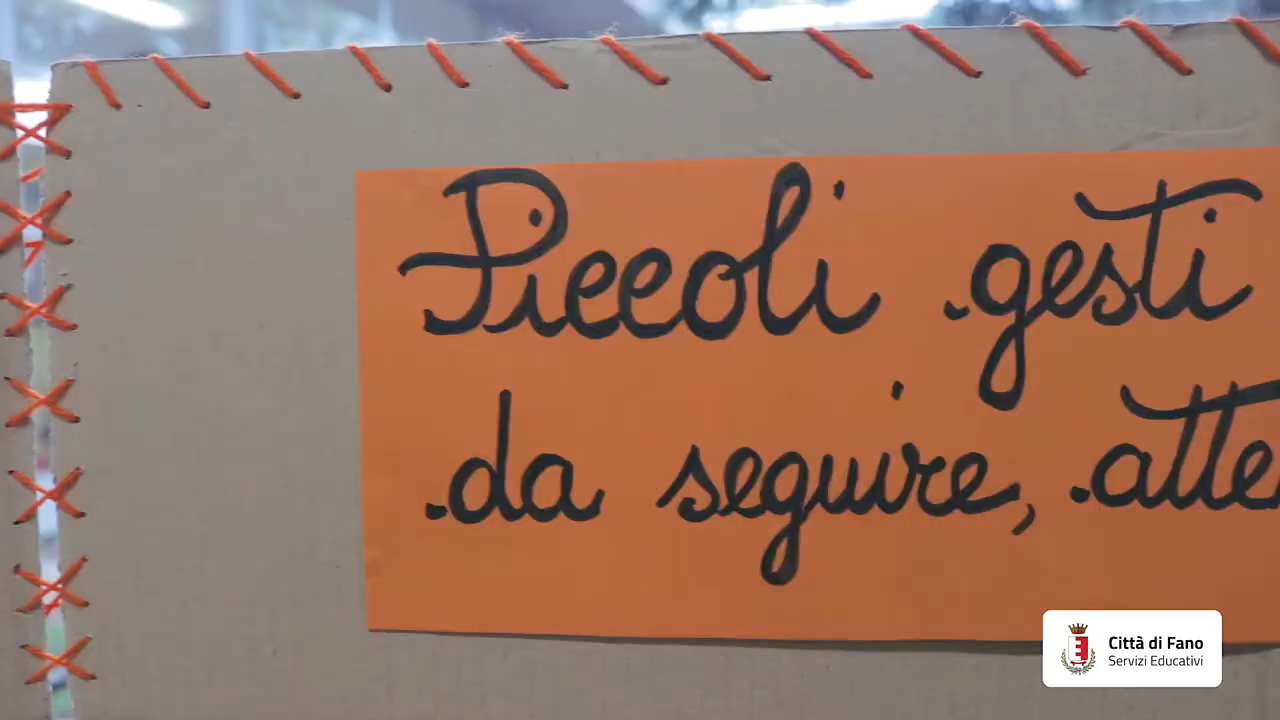 Piccoli gesti
da seguire,
Città di Fano
Servizi Educativi